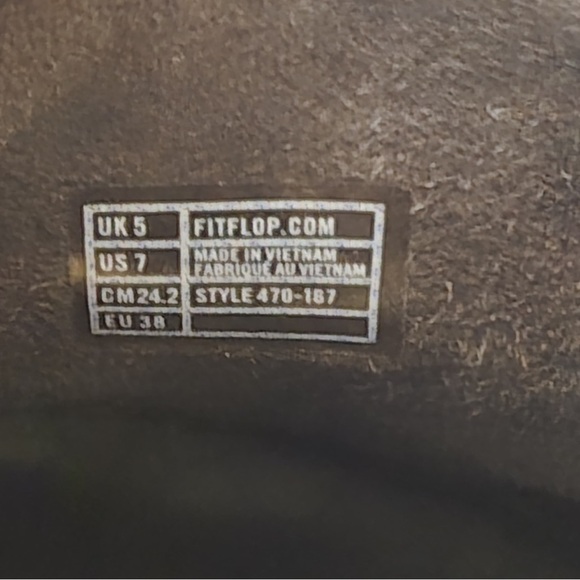 UK 5 FITFLOP.COM
US 7 MADE IN VIETNAM
FABRIQUÉ AU VIETNAM
CM 24.2 STYLE 470-187
EU 38